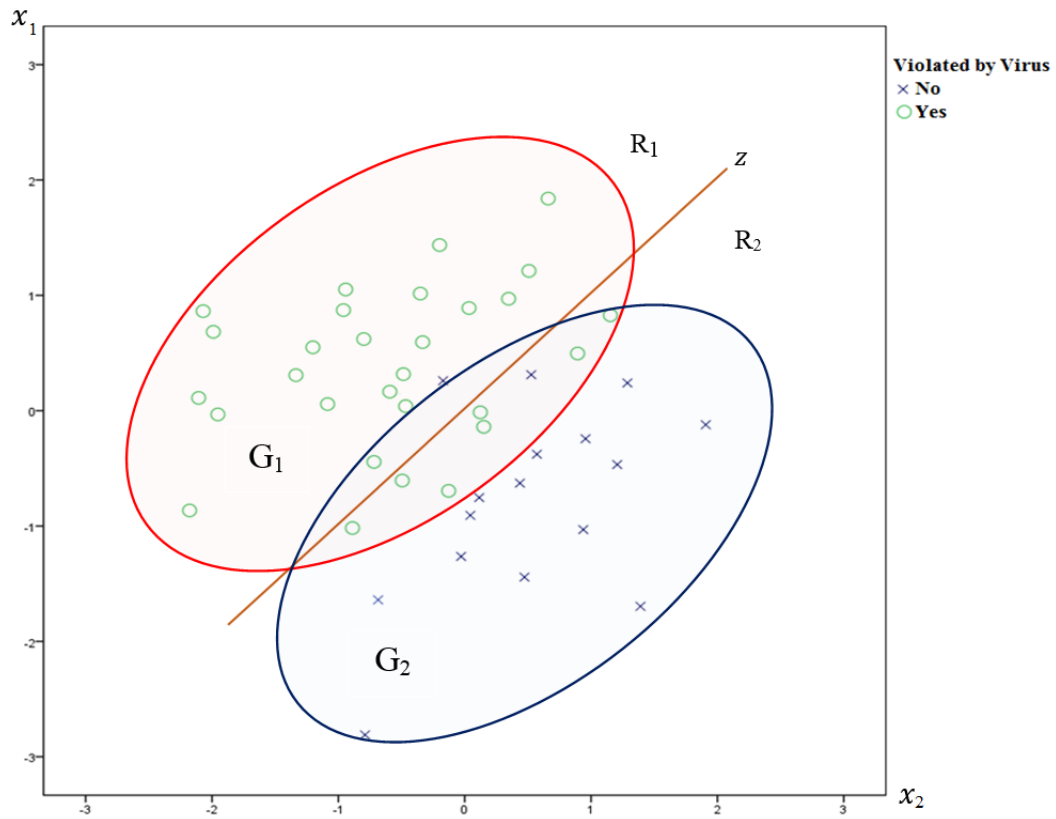 x₁
Violated by Virus
No
Yes
3
2
1
0
-1
-2
-3
R₁
z
R₂
G₁
G₂
-3 -2 -1 0 1 2 3
x₂